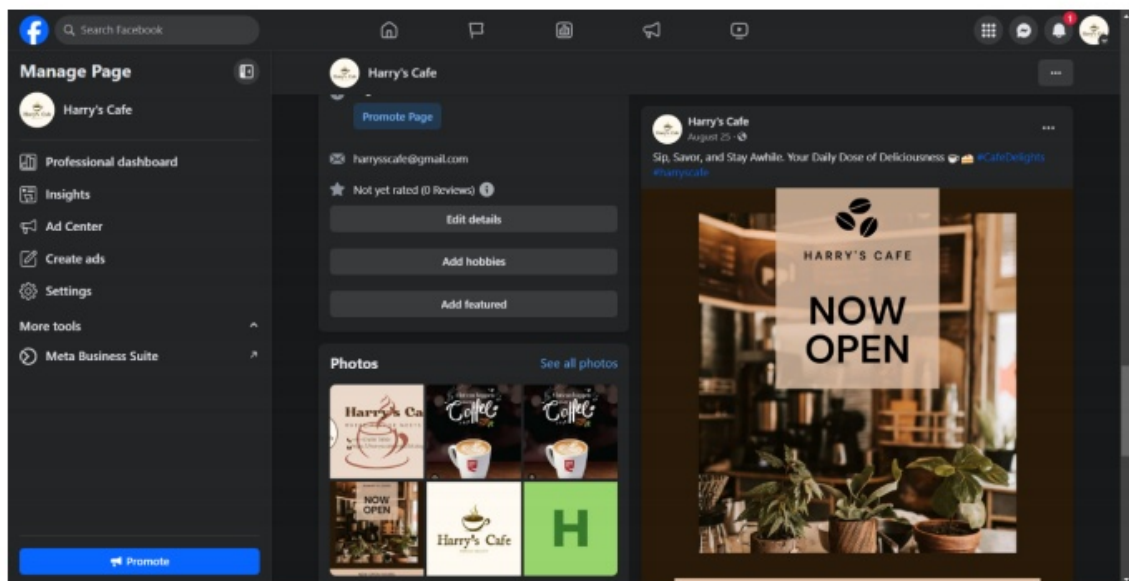 Search Facebook
1
Manage Page
Harry's Cafe
Professional dashboard
Insights
Ad Center
Create ads
Settings
More tools
Meta Business Suite
Promote
Harry's Cafe
Promote Page
harrysscafe@gmail.com
Not yet rated (0 Reviews)
Edit details
Add hobbies
Add featured
Photos
See all photos
Harry's Ca
Coffee
Coffee
NOW
OPEN
Harry's Cafe
H
Harry's Cafe
August 25
Sip, Savor, and Stay Awhile. Your Daily Dose of Deliciousness #CafeDelights
#harryscafe
HARRY'S CAFE
NOW
OPEN